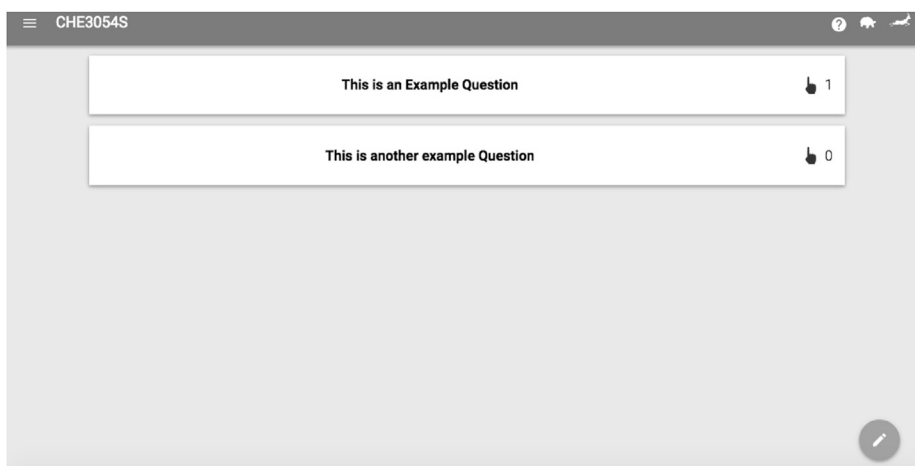 CHE3054S
?
This is an Example Question 1
This is another example Question 0